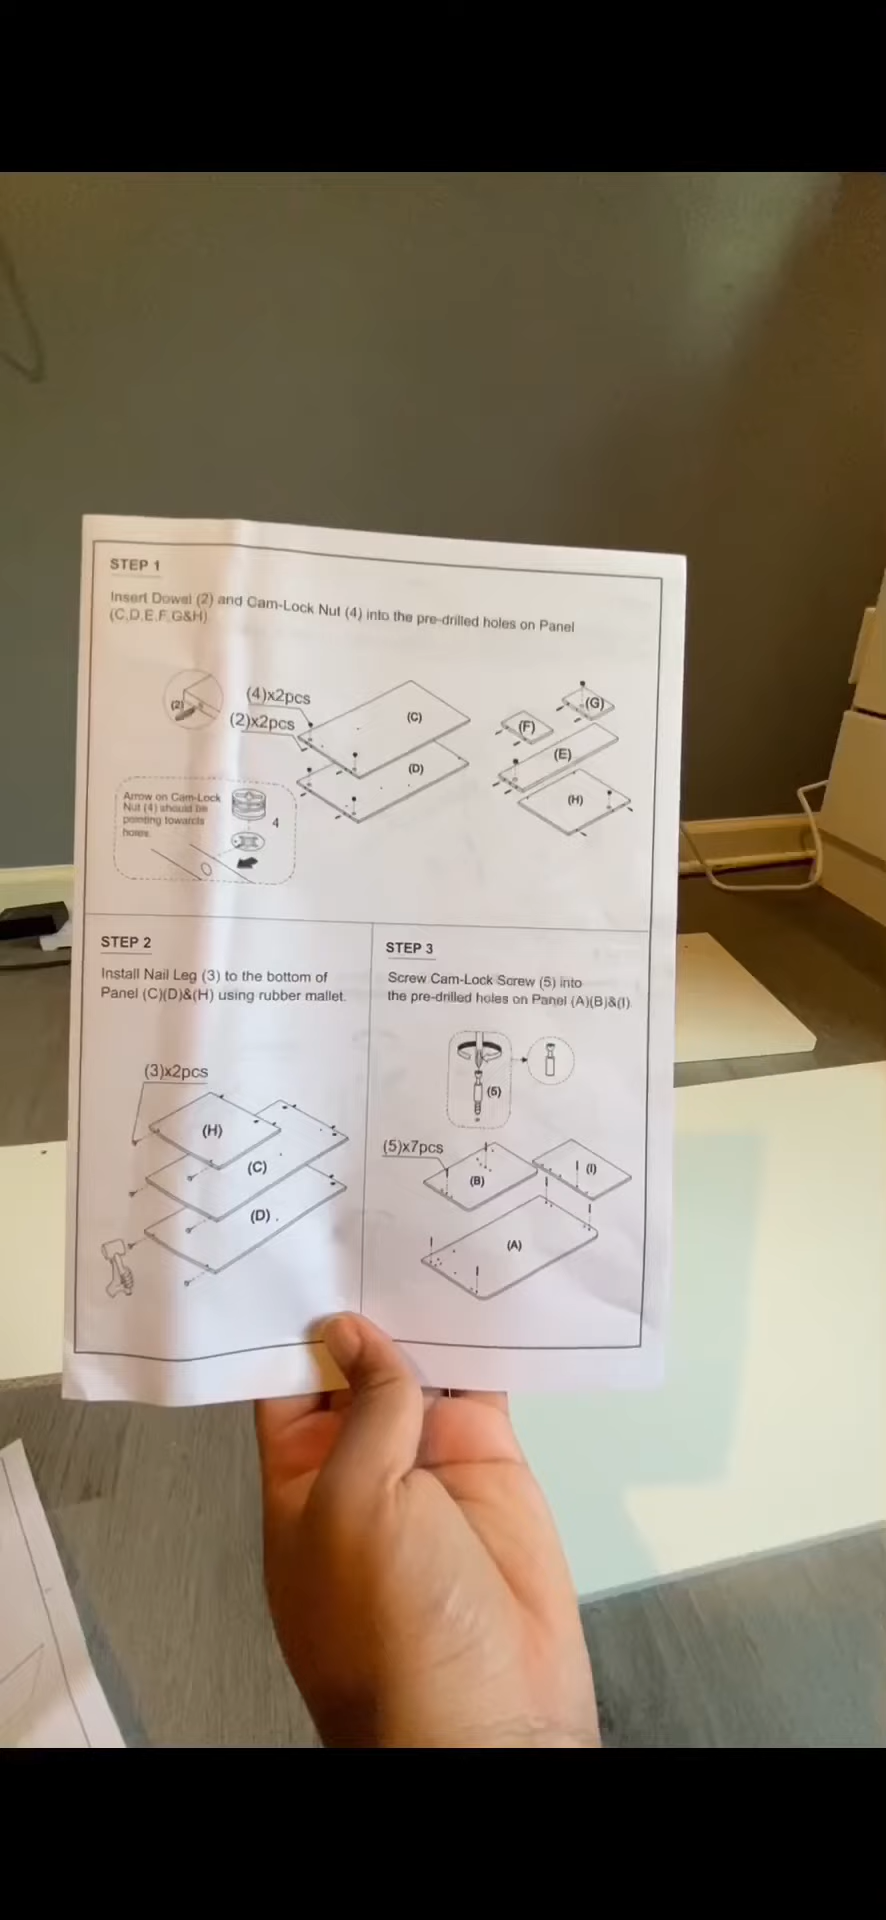 STEP 1
Insert Dowel (2) and Cam-Lock Nut (4) into the pre-drilled holes on Panel
(C,D,E,F,G&H)
(2)
(4)x2pcs
(2)x2pcs
(C)
(D)
(G)
(F)
(E)
(H)
Arrow on Cam-Lock
Nut (4) should be
pointing towards
holes.
4
STEP 2
Install Nail Leg (3) to the bottom of
Panel (C)(D)&(H) using rubber mallet.
(3)x2pcs
(H)
(C)
(D)
STEP 3
Screw Cam-Lock Screw (5) into
the pre-drilled holes on Panel (A)(B)&(I)
(5)
(5)x7pcs
(B)
(I)
(A)